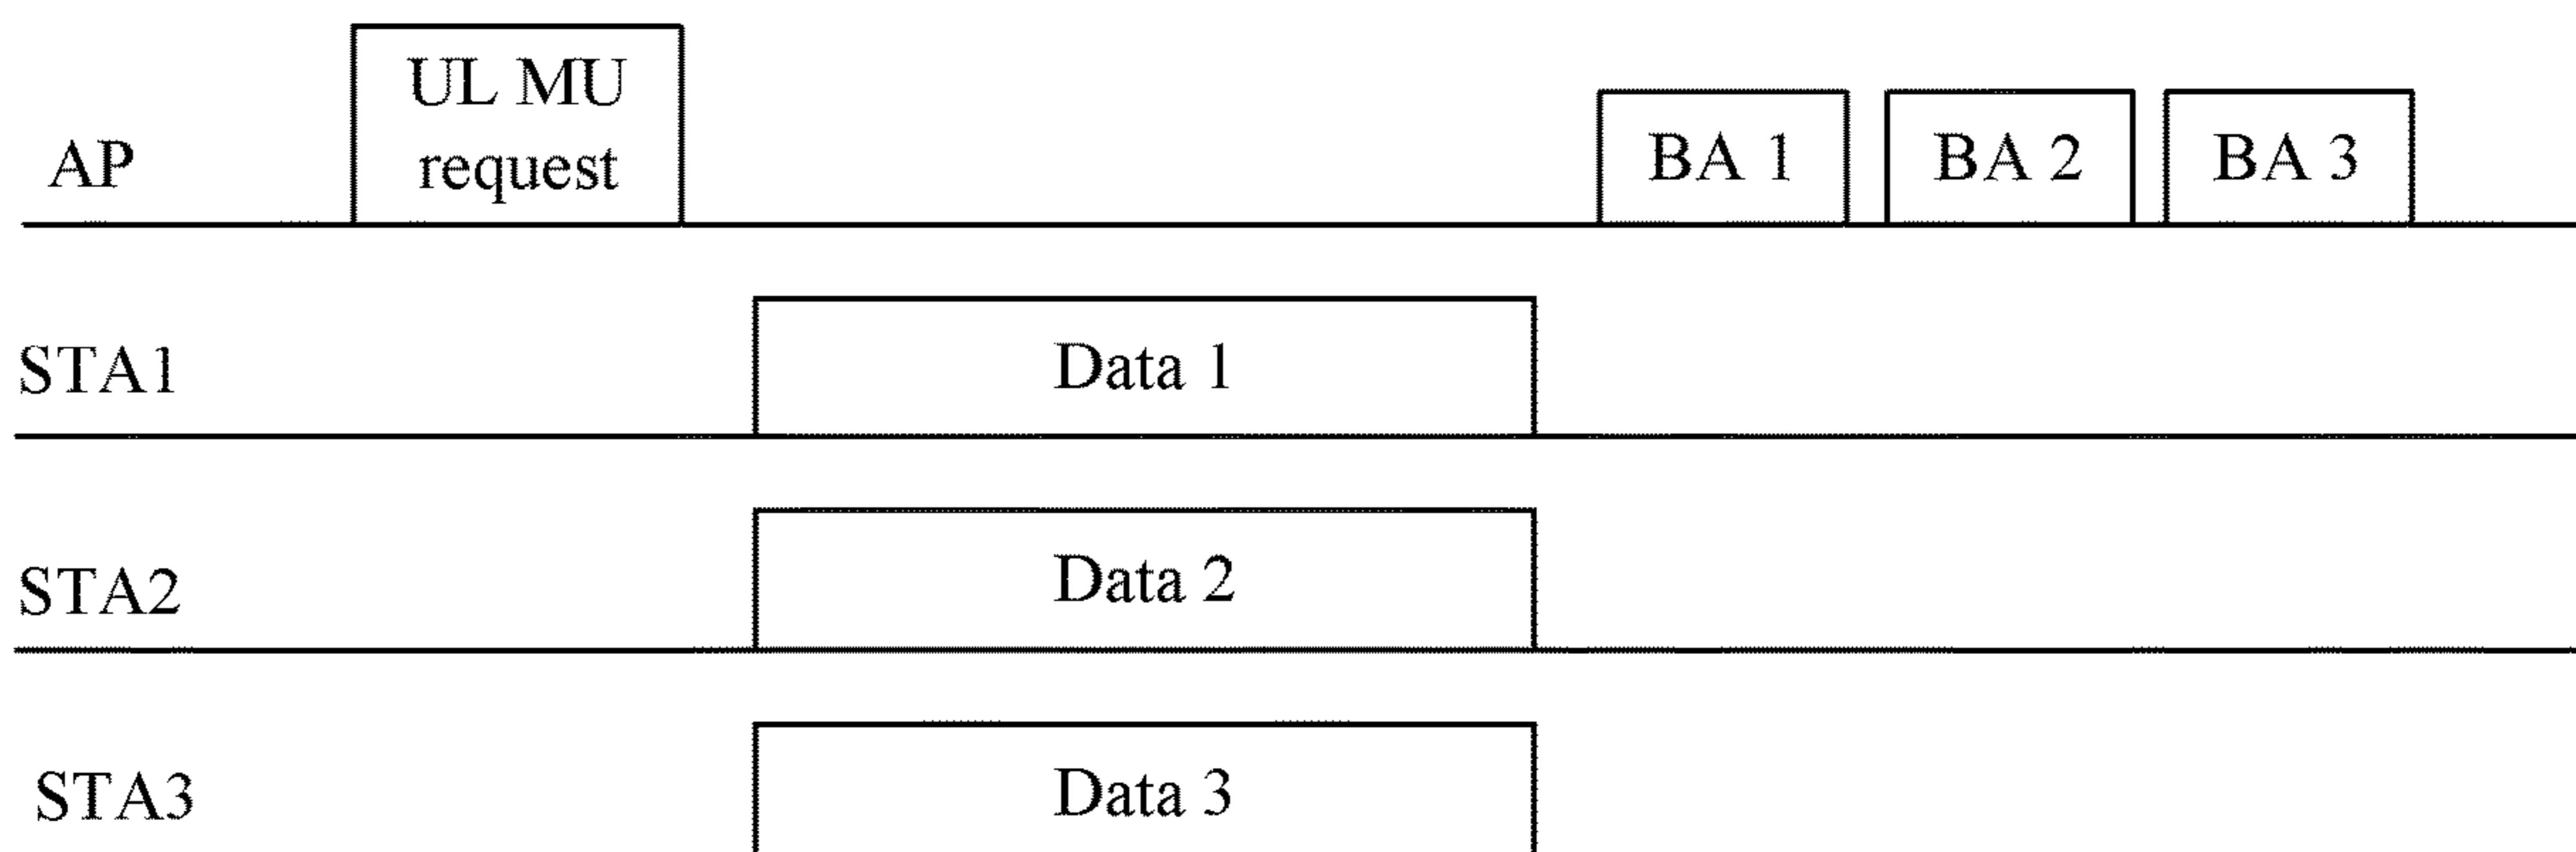 UL MU
request
AP
BA 1
BA 2
BA 3
STA1
Data 1
STA2
Data 2
STA3
Data 3